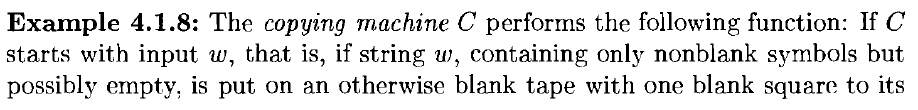 Example 4.1.8: The copying machine C performs the following function: If C
starts with input w, that is, if string w, containing only nonblank symbols but
possibly empty, is put on an otherwise blank tape with one blank square to its